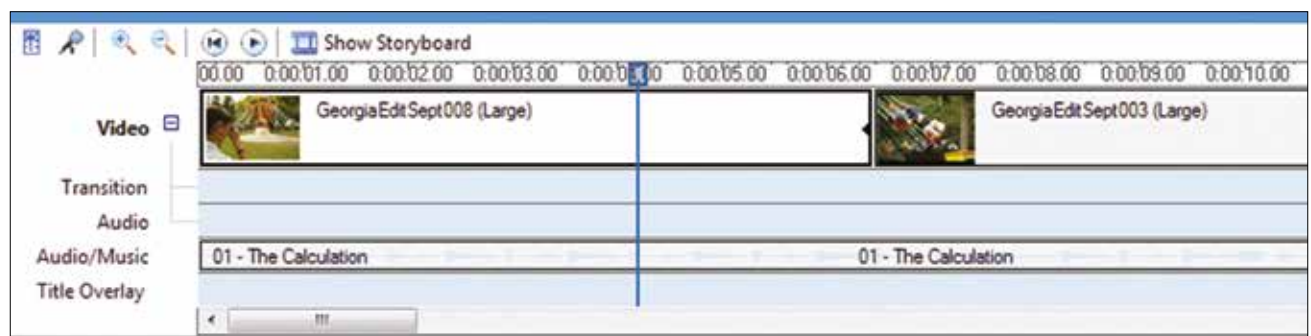 Show Storyboard
00.00 0:00:01.00 0:00:02.00 0:00:03.00 0:00:05.00 0:00:06.00 0:00:07.00 0:00:08.00 0:00:09.00 0:00:10.00
Video GeorgiaEditSept008 (Large) GeorgiaEditSept003 (Large)
Transition
Audio
Audio/Music 01 - The Calculation 01 - The Calculation
Title Overlay